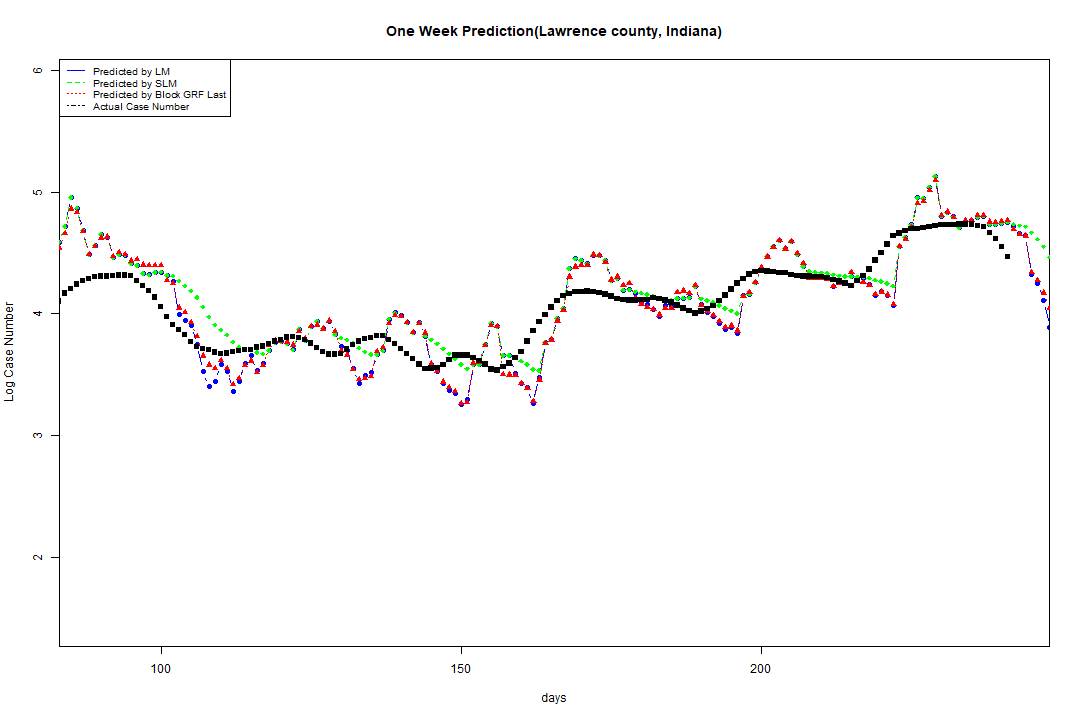 One Week Prediction(Lawrence county, Indiana)
Predicted by LM
Predicted by SLM
Predicted by Block GRF Last
Actual Case Number
6
5
4
3
2
Log Case Number
100
150
200
days